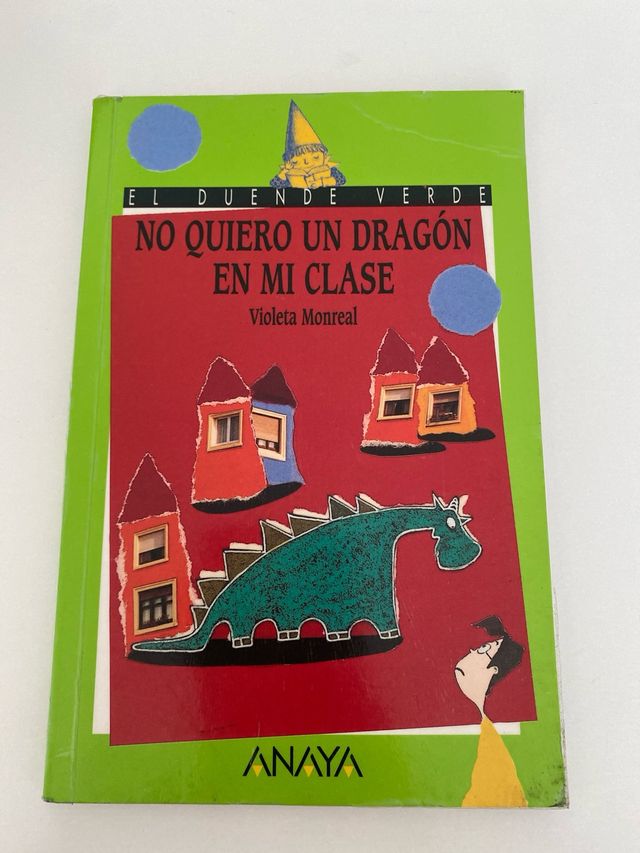 EL DUENDE VERDE
NO QUIERO UN DRAGÓN
EN MI CLASE
Violeta Monreal
ANAYA